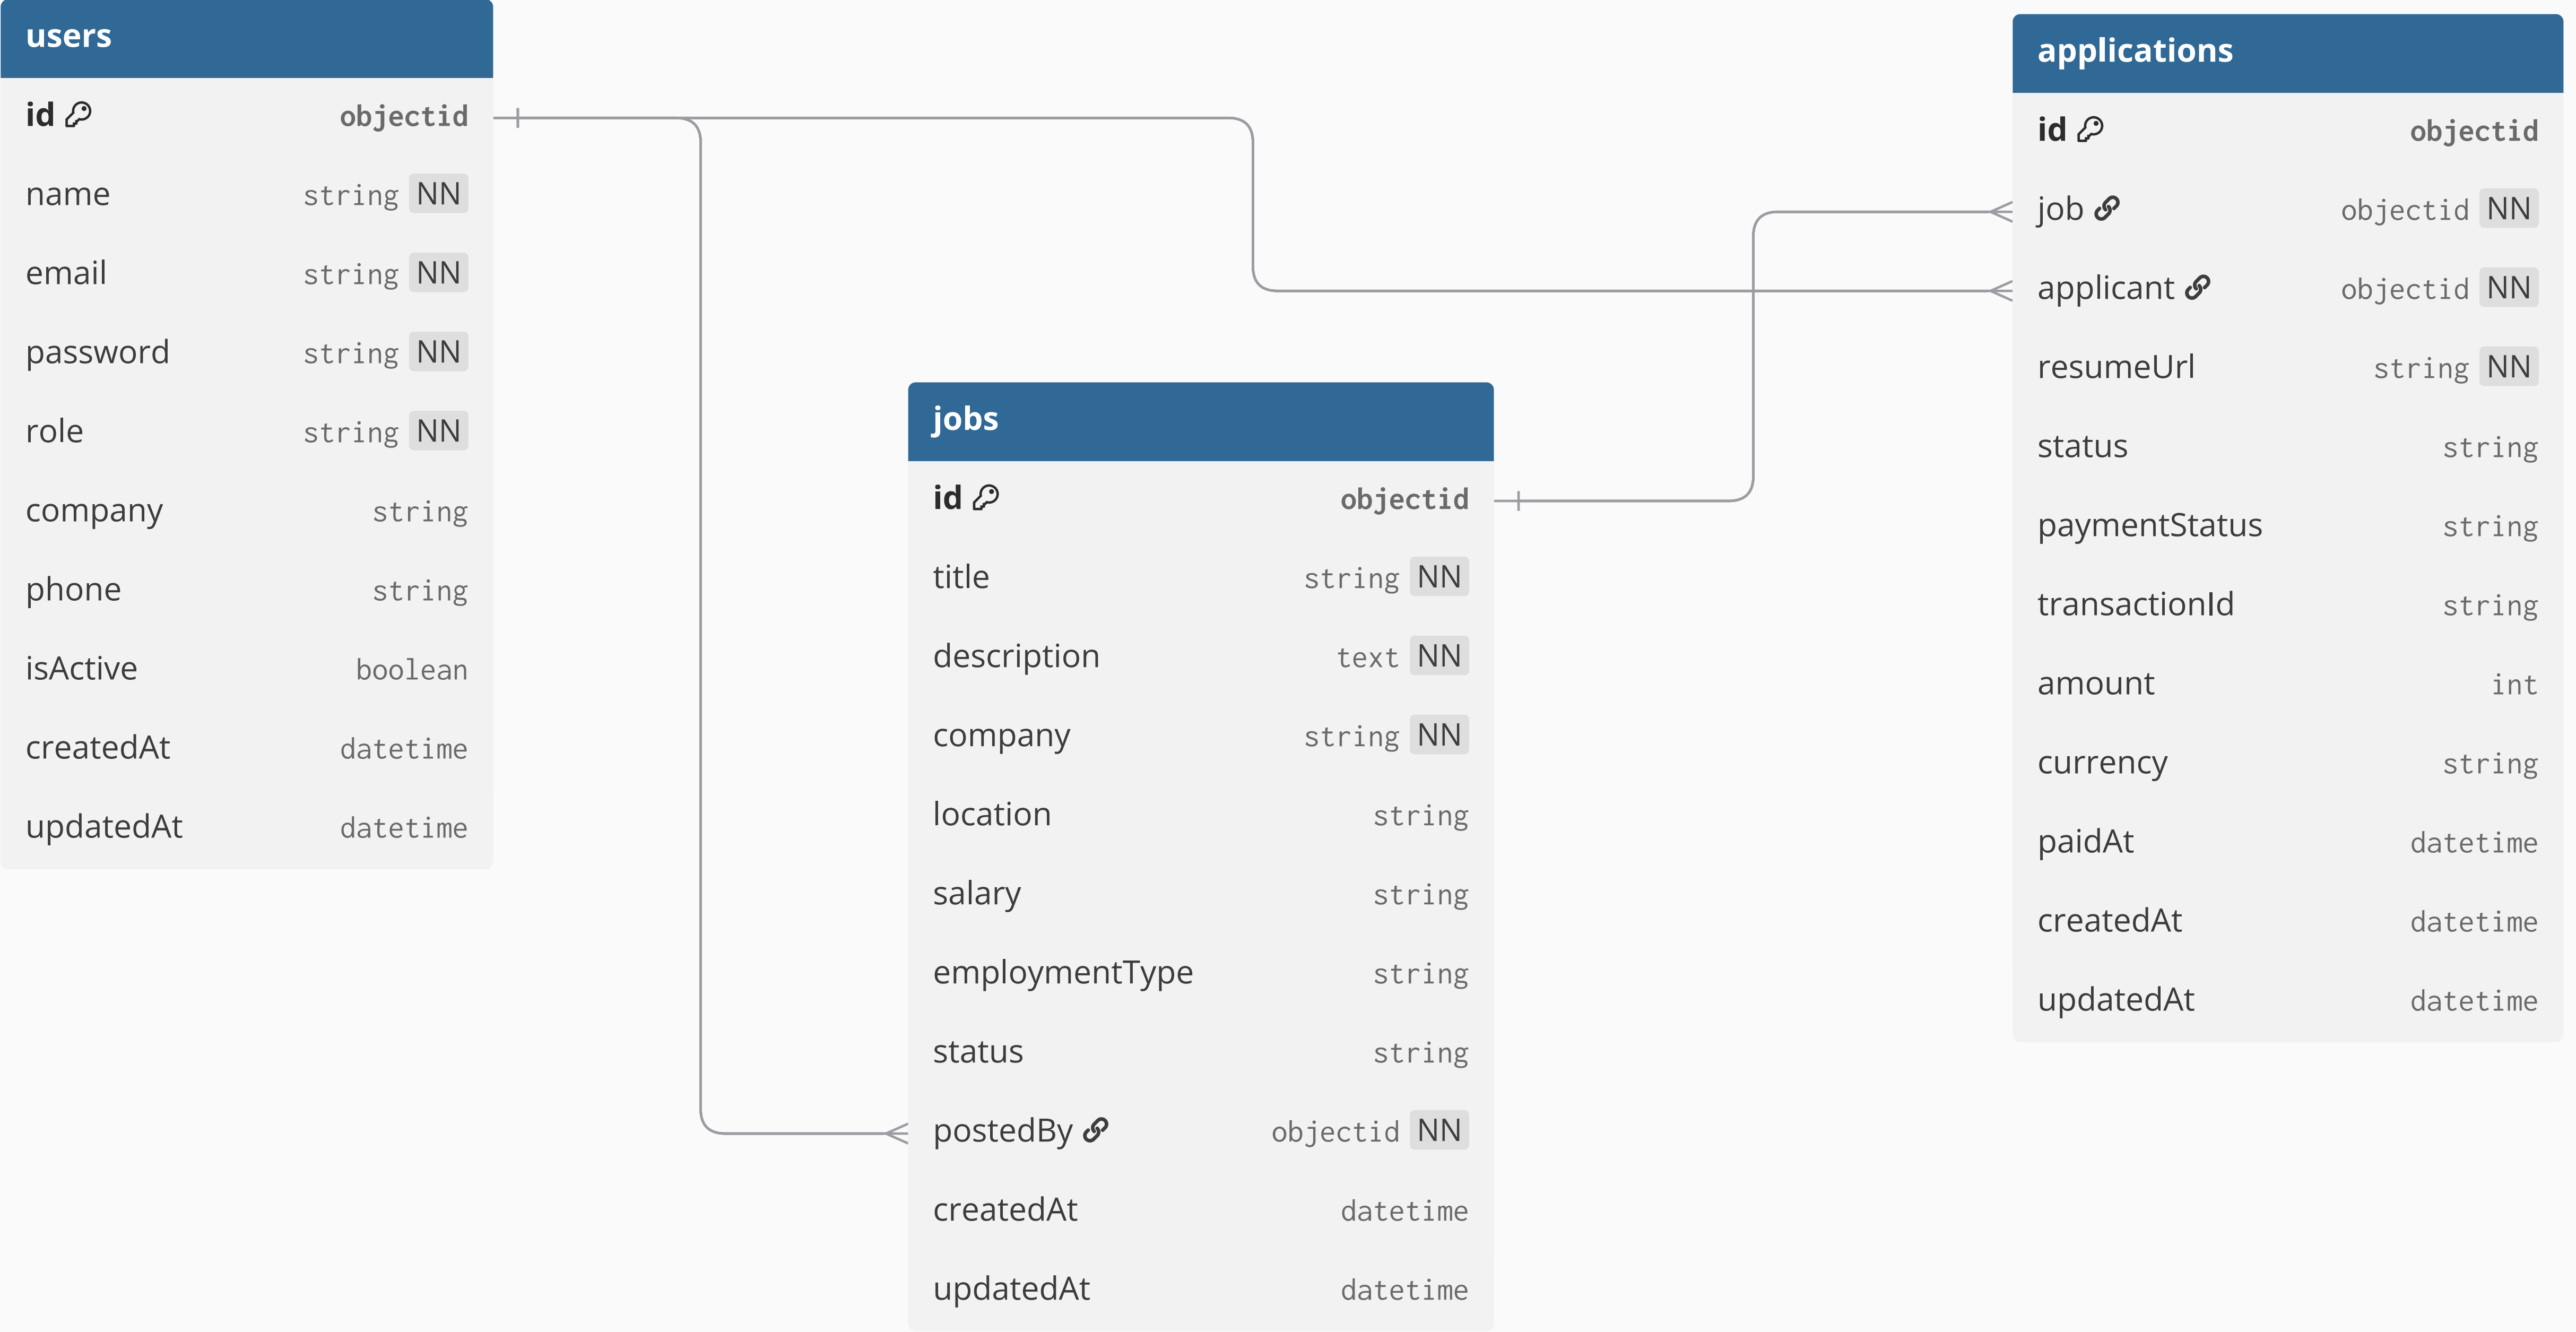 users
id objectid
name string NN
email string NN
password string NN
role string NN
company string
phone string
isActive boolean
createdAt datetime
updatedAt datetime
jobs
id objectid
title string NN
description text NN
company string NN
location string
salary string
employmentType string
status string
postedBy objectid NN
createdAt datetime
updatedAt datetime
applications
id objectid
job objectid NN
applicant objectid NN
resumeUrl string NN
status string
paymentStatus string
transactionId string
amount int
currency string
paidAt datetime
createdAt datetime
updatedAt datetime